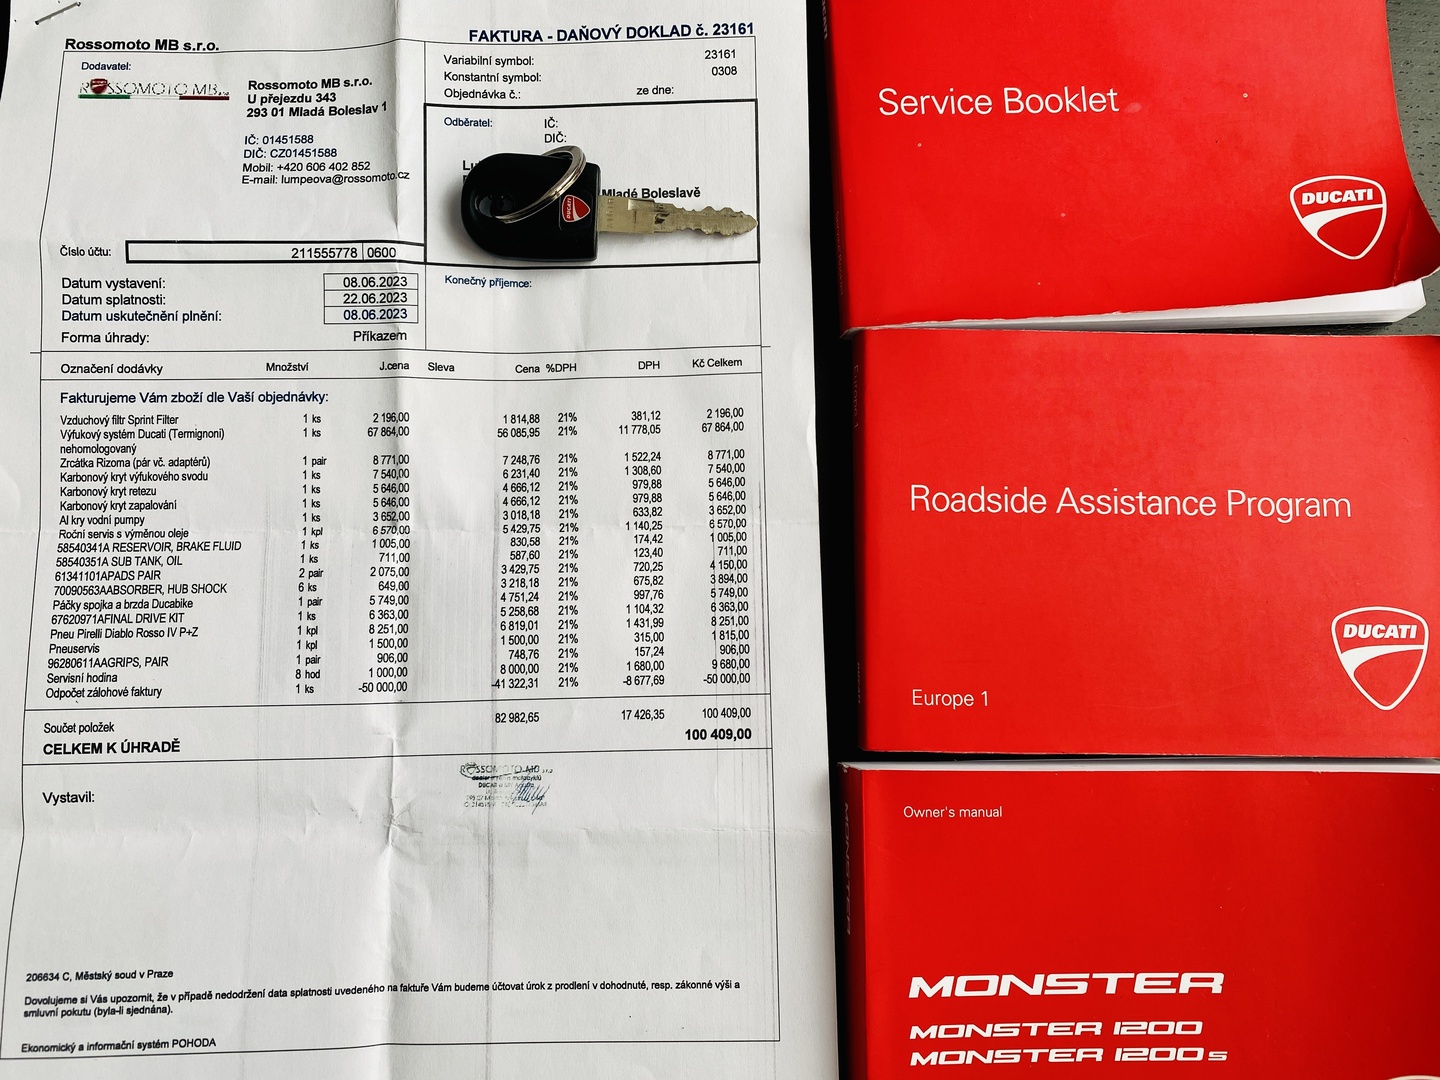 Rossomoto MB s.r.o.
FAKTURA - DAŇOVÝ DOKLAD č. 23161
Dodavatel:
ROSSOMOTO MB
Rossomoto MB s.r.o.
U přejezdu 343
293 01 Mladá Boleslav 1
IČ: 01451588
DIČ: CZ01451588
Mobil: +420 606 402 852
E-mail: lumpeova@rossomoto.cz
Variabilní symbol: 23161
Konstantní symbol: 0308
Objednávka č.: ze dne:
Odběratel: IČ:
DIČ:
Mladé Boleslavě
Číslo účtu: 211555778 0600
Konečný příjemce:
Datum vystavení: 08.06.2023
Datum splatnosti: 22.06.2023
Datum uskutečnění plnění: 08.06.2023
Forma úhrady: Příkazem
Označení dodávky Množství J.cena Sleva Cena %DPH DPH Kč Celkem
Fakturujeme Vám zboží dle Vaší objednávky:
Vzduchový filtr Sprint Filter 1 ks 2 196,00 1 814,88 21% 381,12 2 196,00
Výfukový systém Ducati (Termignoni) 1 ks 67 864,00 56 085,95 21% 11 778,05 67 864,00
nehomologovaný
Zrcátka Rizoma (pár vč. adaptérů) 1 pair 8 771,00 7 248,76 21% 1 522,24 8 771,00
Karbonový kryt výfukového svodu 1 ks 7 540,00 6 231,40 21% 1 308,60 7 540,00
Karbonový kryt retezu 1 ks 5 646,00 4 666,12 21% 979,88 5 646,00
Karbonový kryt zapalování 1 ks 5 646,00 4 666,12 21% 979,88 5 646,00
Al kry vodní pumpy 1 ks 3 652,00 3 018,18 21% 633,82 3 652,00
Roční servis s výměnou oleje 1 kpl 6 570,00 5 429,75 21% 1 140,25 6 570,00
58540341A RESERVOIR, BRAKE FLUID 1 ks 1 005,00 830,58 21% 174,42 1 005,00
58540351A SUB TANK, OIL 1 ks 711,00 587,60 21% 123,40 711,00
61341101APADS PAIR 2 pair 2 075,00 3 429,75 21% 720,25 4 150,00
70090563AABSORBER, HUB SHOCK 6 ks 649,00 3 218,18 21% 675,82 3 894,00
Páčky spojka a brzda Ducabike 1 pair 5 749,00 4 751,24 21% 997,76 5 749,00
67620971AFINAL DRIVE KIT 1 ks 6 363,00 5 258,68 21% 1 104,32 6 363,00
Pneu Pirelli Diablo Rosso IV P+Z 1 kpl 8 251,00 6 819,01 21% 1 431,99 8 251,00
Pneuservis 1 kpl 1 500,00 1 500,00 21% 315,00 1 815,00
96280611AAGRIPS, PAIR 1 pair 906,00 748,76 21% 157,24 906,00
Servisní hodina 8 hod 1 000,00 8 000,00 21% 1 680,00 9 680,00
Odpočet zálohové faktury 1 ks -50 000,00 -41 322,31 21% -8 677,69 -50 000,00
Součet položek 82 982,65 17 426,35 100 409,00
CELKEM K ÚHRADĚ 100 409,00
Vystavil:
ROSSOMOTO MB s.r.o.
206634 C, Městský soud v Praze
Dovolujeme si Vás upozornit, že v případě nedodržení data splatnosti uvedeného na faktuře Vám budeme účtovat úrok z prodlení v dohodnuté, resp. zákonné výši a
smluvní pokutu (byla-li sjednána).
Ekonomický a informační systém POHODA
DUCATI
Service Booklet
DUCATI
Roadside Assistance Program
DUCATI
Europe 1
Owner's manual
MONSTER
MONSTER
MONSTER 1200
MONSTER 1200s